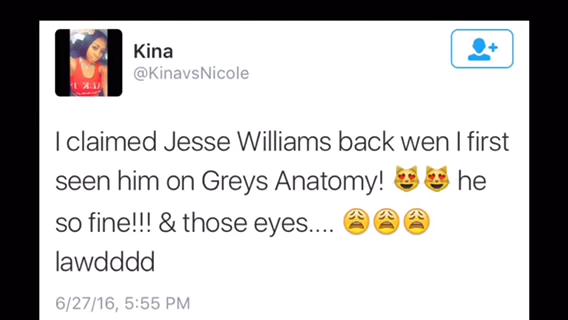 Kina
@KinavsNicole
I claimed Jesse Williams back wen I first
seen him on Greys Anatomy! 😻😻 he
so fine!!! & those eyes.... 😩😩😩
lawdddd
6/27/16, 5:55 PM